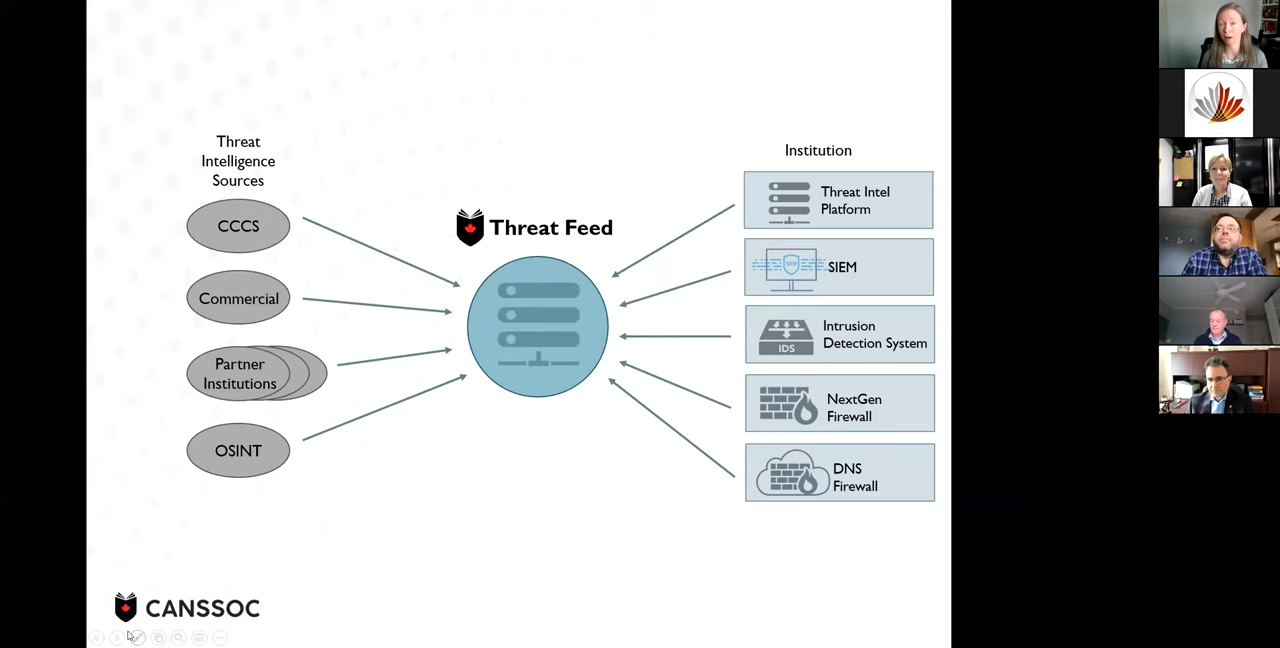 Threat
Intelligence
Sources
CCCS
Commercial
Partner
Institutions
OSINT
Threat Feed
Institution
Threat Intel
Platform
SIEM
SIEM
Intrusion
Detection System
IDS
NextGen
Firewall
DNS
Firewall
CANSSOC